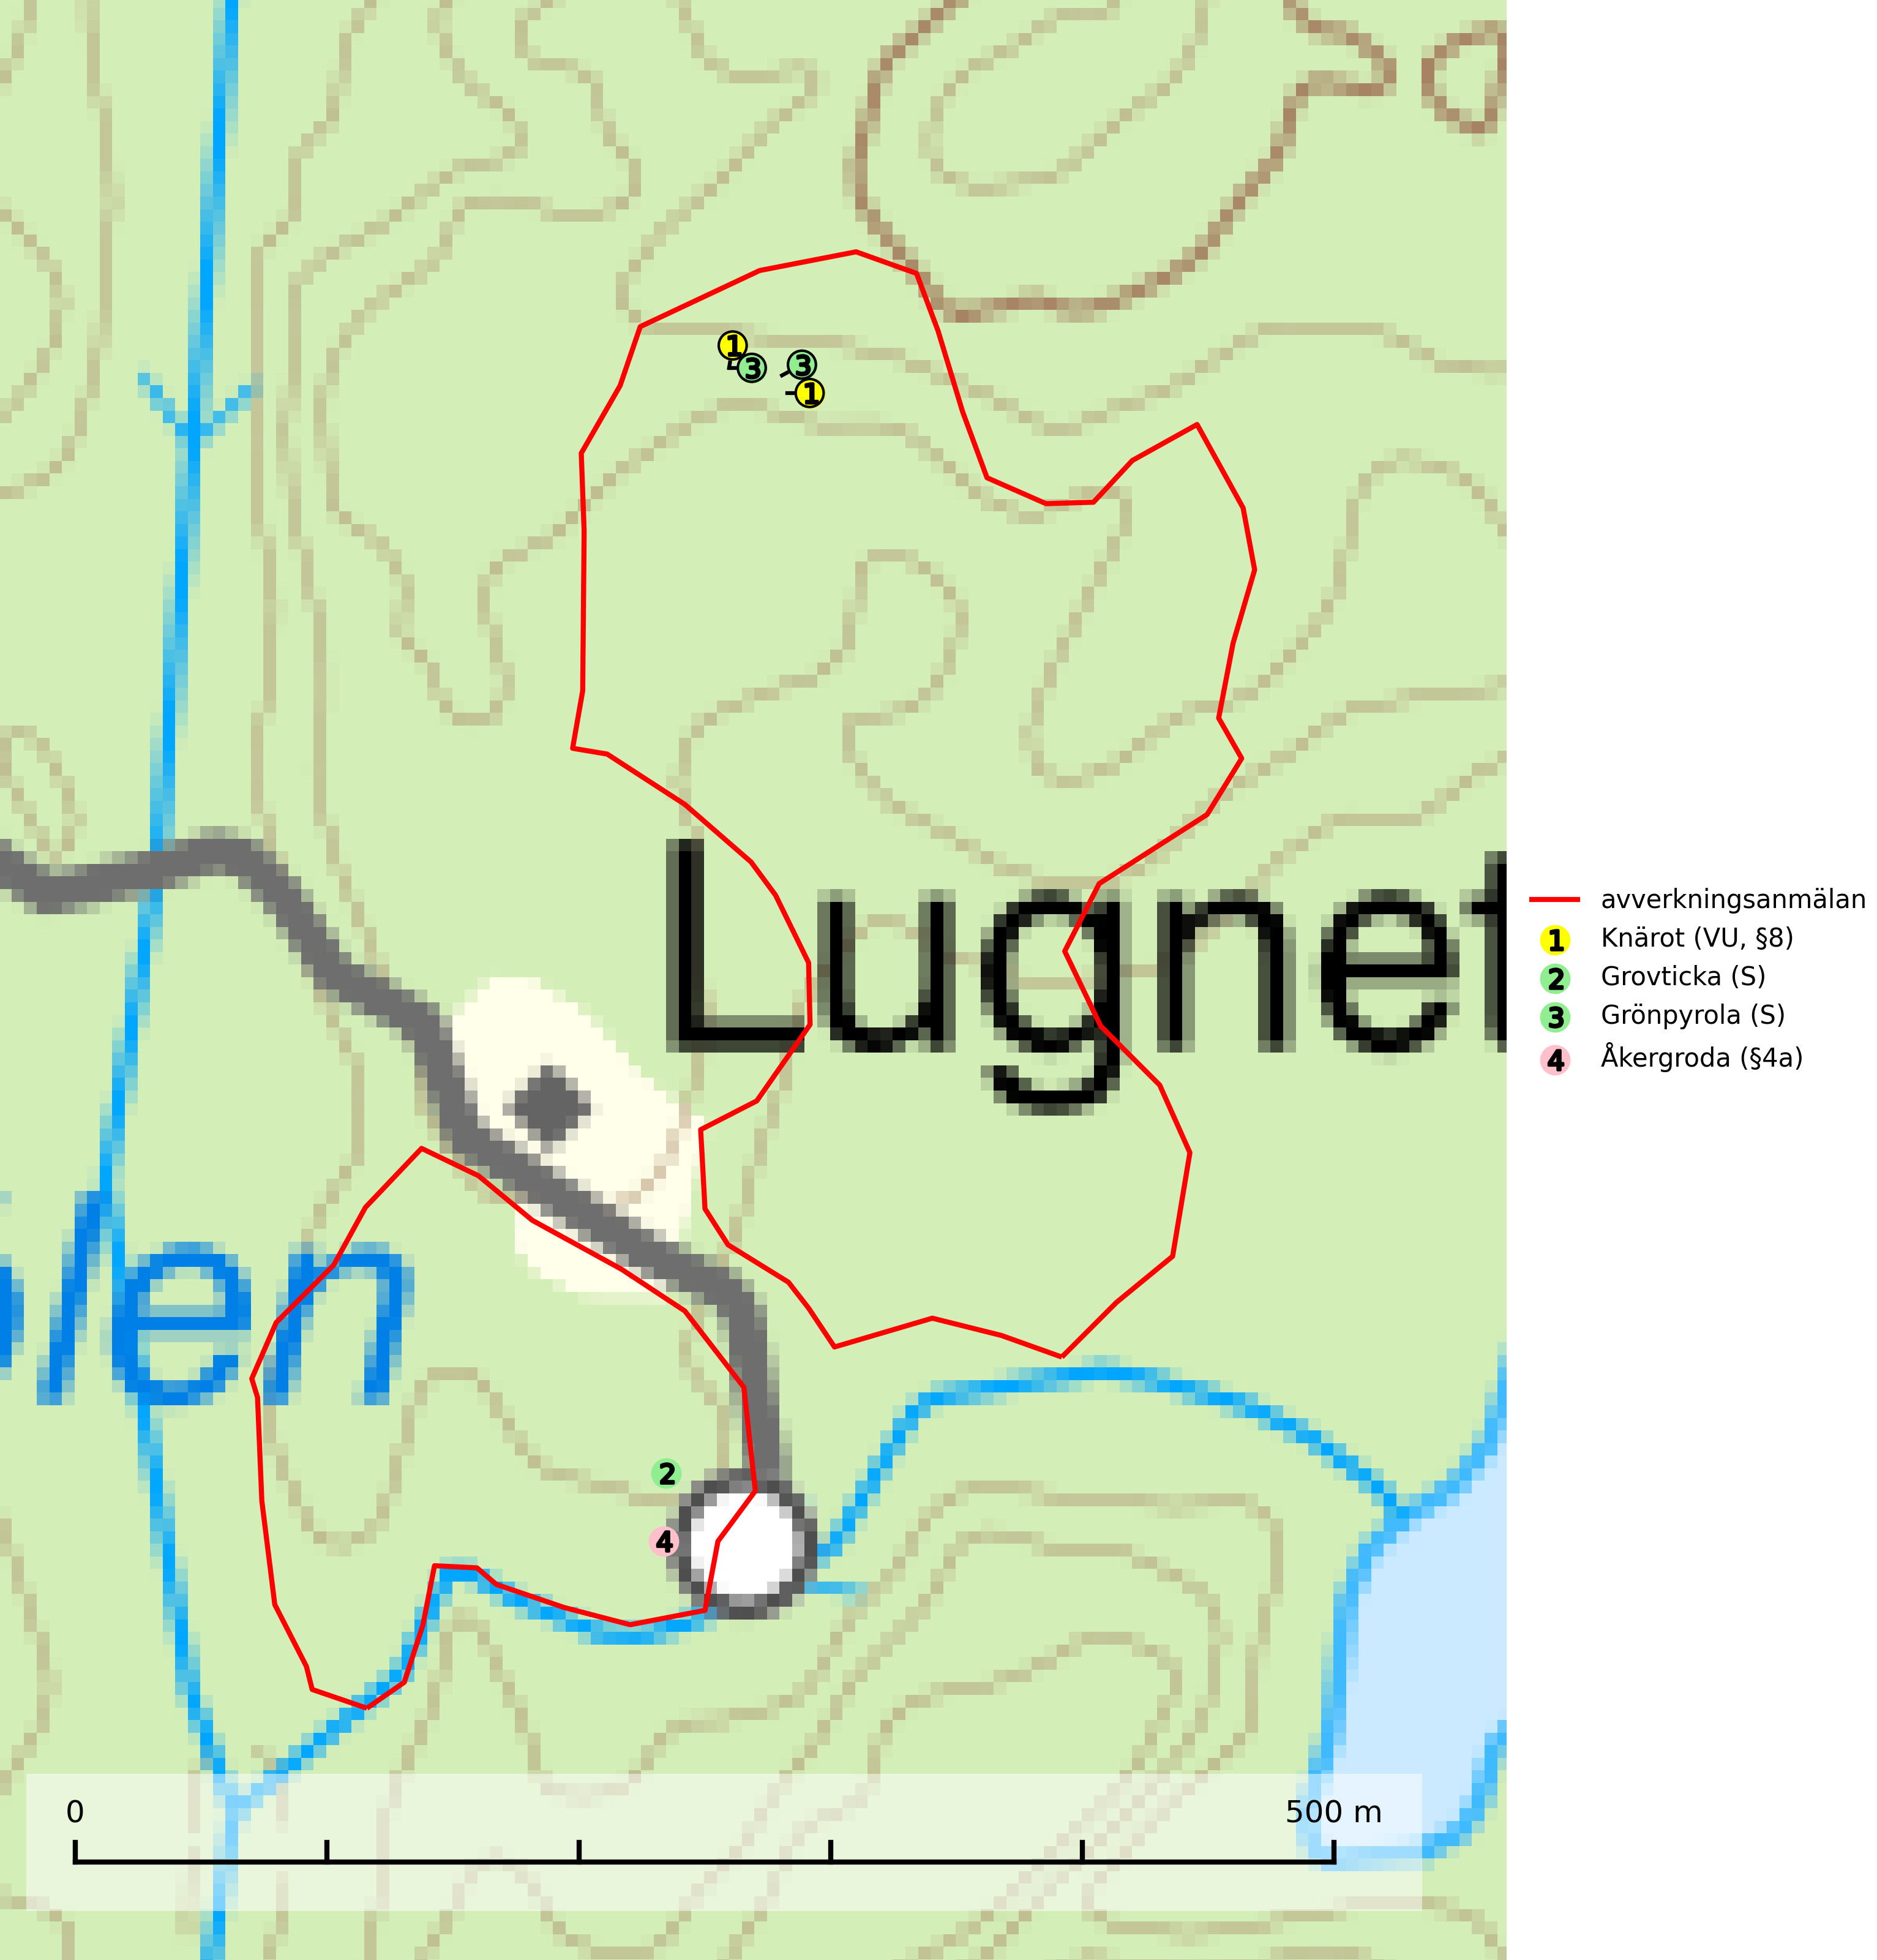 1
3
3
1
Lugnet
en
2
4
0
500 m
avverkningsanmälan
1 Knärot (VU, §8)
2 Grovticka (S)
3 Grönpyrola (S)
4 Åkergroda (§4a)